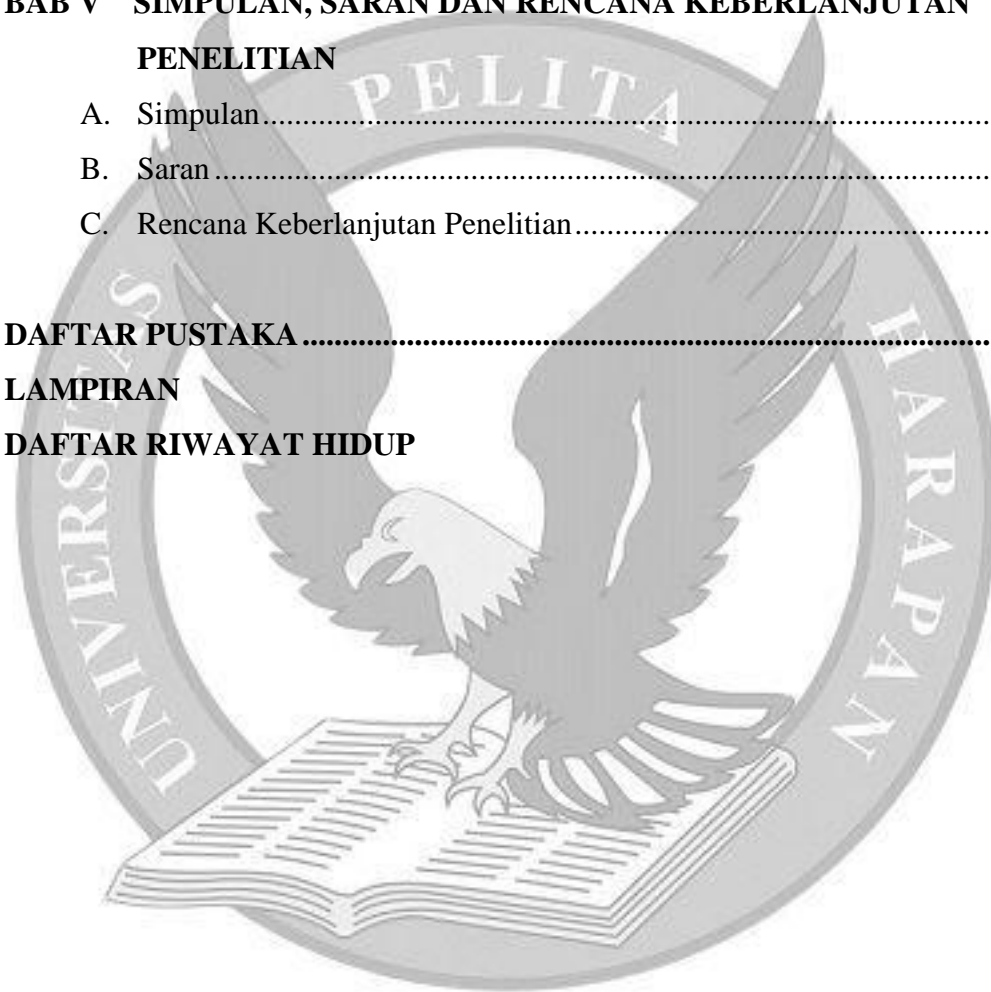 BAB V SIMPULAN, SARAN DAN RENCANA KEBERLANJUTAN
PENELITIAN
A. Simpulan..........................................................................................
B. Saran................................................................................................
C. Rencana Keberlanjutan Penelitian....................................................
DAFTAR PUSTAKA......................................................................................
LAMPIRAN
DAFTAR RIWAYAT HIDUP
UNIVERSITAS PELITA HARAPAN